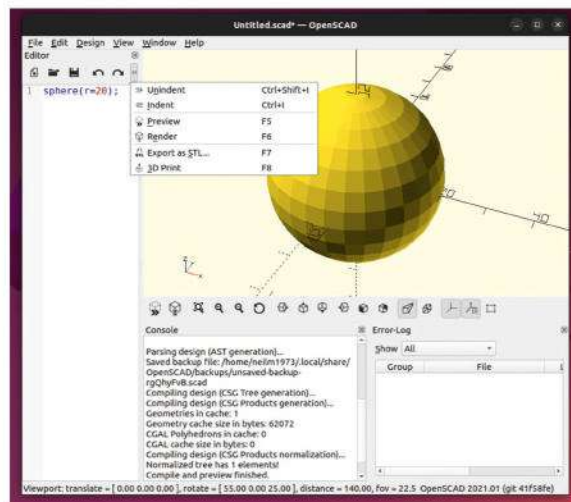 Untitled.scad* — OpenSCAD
File Edit Design View Window Help
Editor
1 sphere(r=20);
Unindent Ctrl+Shift+I
Indent Ctrl+I
Preview F5
Render F6
Export as STL... F7
3D Print F8
20
40
Console
Parsing design (AST generation)...
Saved backup file: /home/neilm1973/.local/share/
OpenSCAD/backups/unsaved-backup-
rgQhyFvB.scad
Compiling design (CSG Tree generation)...
Compiling design (CSG Products generation)...
Geometries in cache: 1
Geometry cache size in bytes: 62072
CGAL Polyhedrons in cache: 0
CGAL cache size in bytes: 0
Compiling design (CSG Products normalization)...
Normalized tree has 1 elements!
Compile and preview finished.
Error-Log
Show All
Group File
Viewport: translate = [ 0.00 0.00 0.00 ], rotate = [ 55.00 0.00 25.00 ], distance = 140.00, fov = 22.5 OpenSCAD 2021.01 (git 41f58fe)